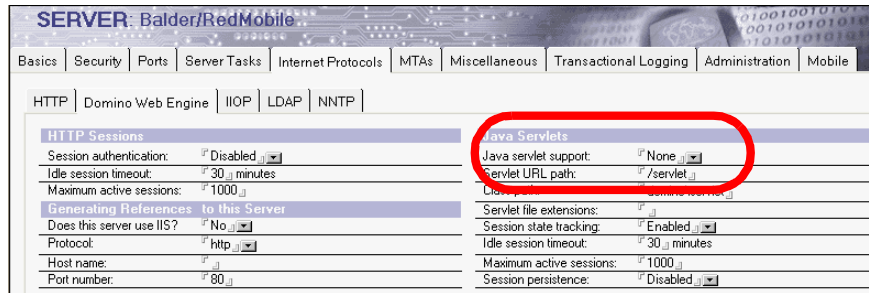 SERVER: Balder/RedMobile
Basics Security Ports Server Tasks Internet Protocols MTAs Miscellaneous Transactional Logging Administration Mobile
HTTP Domino Web Engine IIOP LDAP NNTP
HTTP Sessions
Session authentication: Disabled
Idle session timeout: 30 minutes
Maximum active sessions: 1000
Generating References to this Server
Does this server use IIS? No
Protocol: http
Host name:
Port number: 80
Java Servlets
Java servlet support: None
Servlet URL path: /servlet
Class path:
Servlet file extensions:
Session state tracking: Enabled
Idle session timeout: 30 minutes
Maximum active sessions: 1000
Session persistence: Disabled